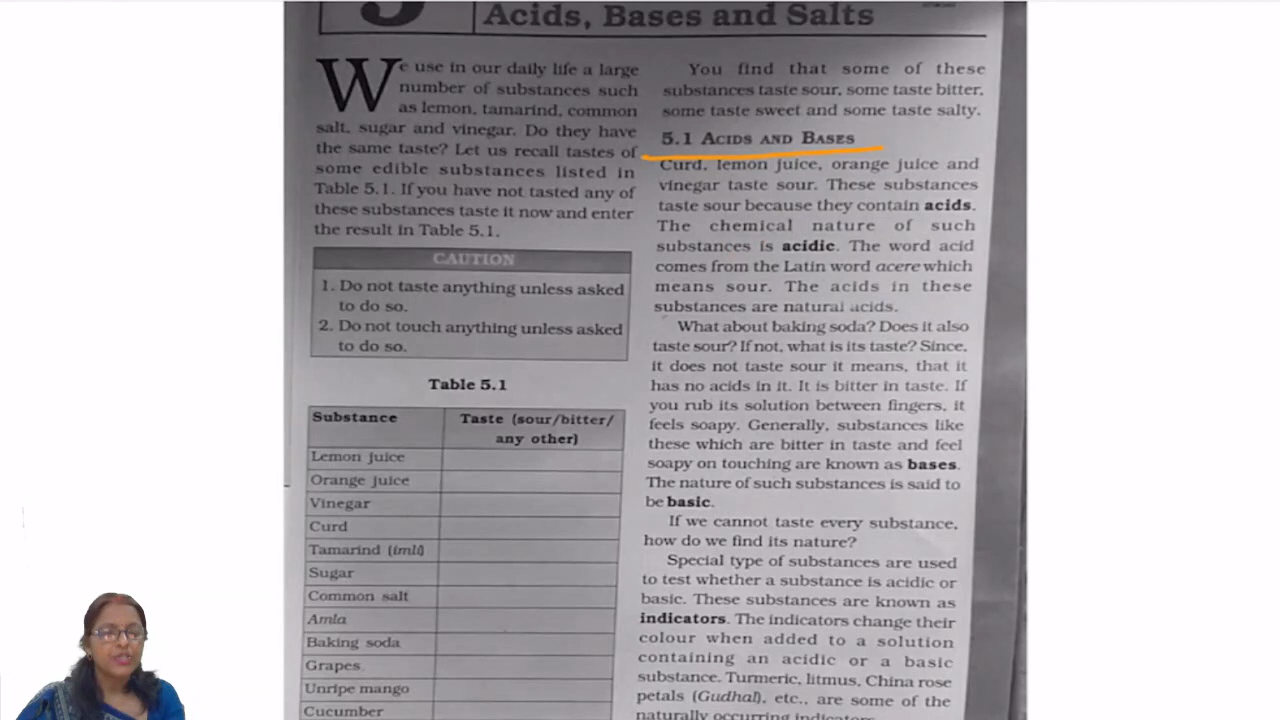 Acids, Bases and Salts
We use in our daily life a large
number of substances such
as lemon, tamarind, common
salt, sugar and vinegar. Do they have
the same taste? Let us recall tastes of
some edible substances listed in
Table 5.1. If you have not tasted any of
these substances taste it now and enter
the result in Table 5.1.
CAUTION
1. Do not taste anything unless asked
to do so.
2. Do not touch anything unless asked
to do so.
Table 5.1
Substance Taste (sour/bitter/
any other)
Lemon juice
Orange juice
Vinegar
Curd
Tamarind (imli)
Sugar
Common salt
Amla
Baking soda
Grapes
Unripe mango
Cucumber
You find that some of these
substances taste sour, some taste bitter,
some taste sweet and some taste salty.
5.1 ACIDS AND BASES
Curd, lemon juice, orange juice and
vinegar taste sour. These substances
taste sour because they contain acids.
The chemical nature of such
substances is acidic. The word acid
comes from the Latin word acere which
means sour. The acids in these
substances are natural acids.
What about baking soda? Does it also
taste sour? If not, what is its taste? Since,
it does not taste sour it means, that it
has no acids in it. It is bitter in taste. If
you rub its solution between fingers, it
feels soapy. Generally, substances like
these which are bitter in taste and feel
soapy on touching are known as bases.
The nature of such substances is said to
be basic.
If we cannot taste every substance,
how do we find its nature?
Special type of substances are used
to test whether a substance is acidic or
basic. These substances are known as
indicators. The indicators change their
colour when added to a solution
containing an acidic or a basic
substance. Turmeric, litmus, China rose
petals (Gudhal), etc., are some of the
naturally occurring indicators.